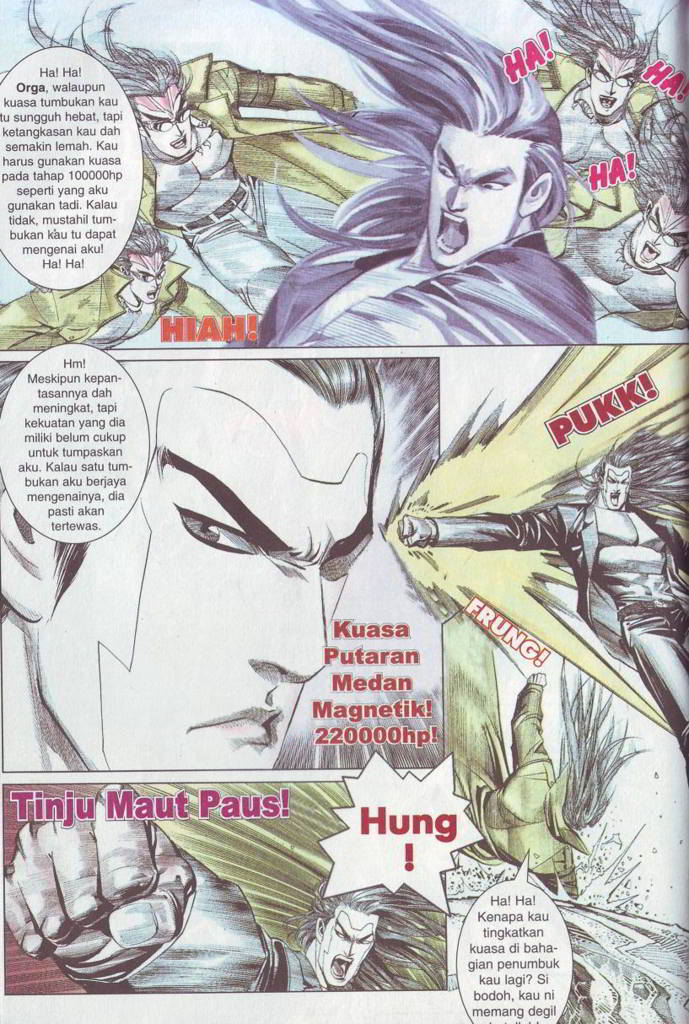 Ha! Ha!
Orga, walaupun
kuasa tumbukan kau
tu sungguh hebat, tapi
ketangkasan kau dah
semakin lemah. Kau
harus gunakan kuasa
pada tahap 100000hp
seperti yang aku
gunakan tadi. Kalau
tidak, mustahil tum-
bukan kau tu dapat
mengenai aku!
Ha! Ha!
HA!
HA!
HA!
HIAH!
Hm!
Meskipun kepan-
tasannya dah
meningkat, tapi
kekuatan yang dia
miliki belum cukup
untuk tumpaskan
aku. Kalau satu tum-
bukan aku berjaya
mengenainya, dia
pasti akan
tertewas.
PUKK!
FRUNG!
Kuasa
Putaran
Medan
Magnetik!
220000hp!
Tinju Maut Paus!
Hung
!
Ha! Ha!
Kenapa kau
tingkatkan
kuasa di baha-
gian penumbuk
kau lagi? Si
bodoh, kau ni
memang degil